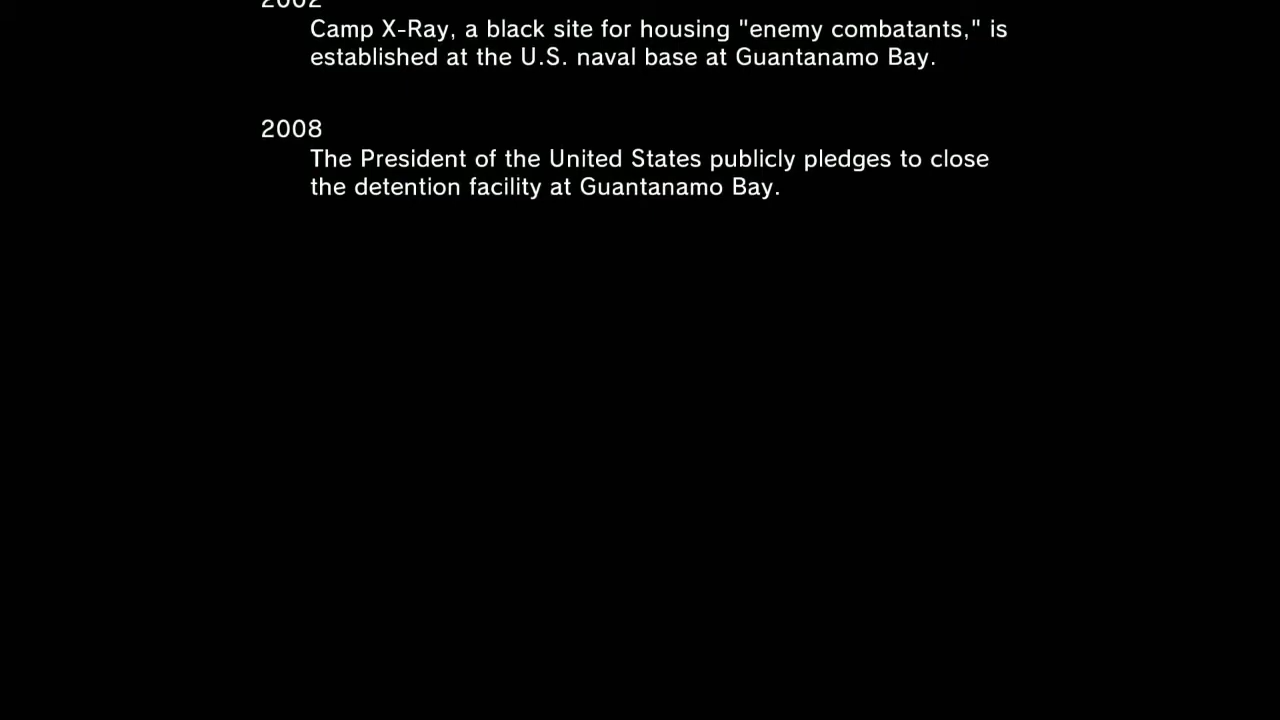 2002
Camp X-Ray, a black site for housing "enemy combatants," is
established at the U.S. naval base at Guantanamo Bay.
2008
The President of the United States publicly pledges to close
the detention facility at Guantanamo Bay.